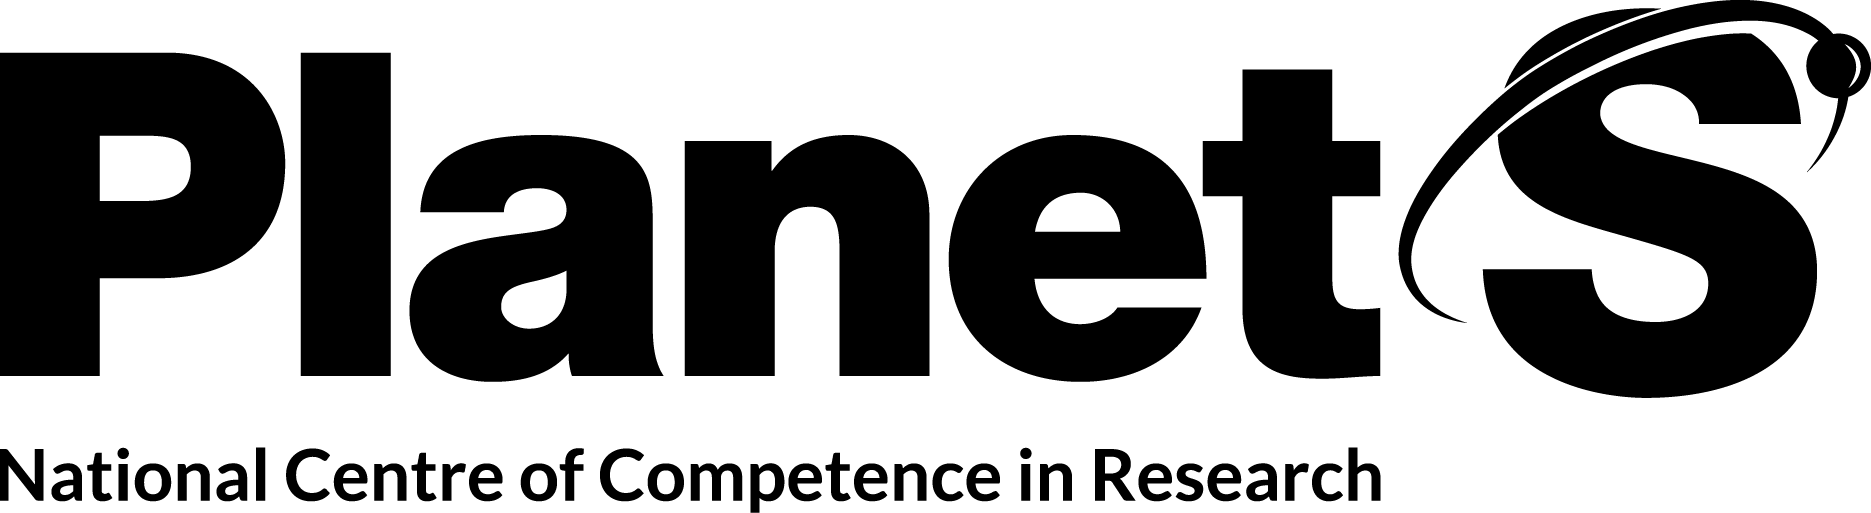 PlanetS
National Centre of Competence in Research